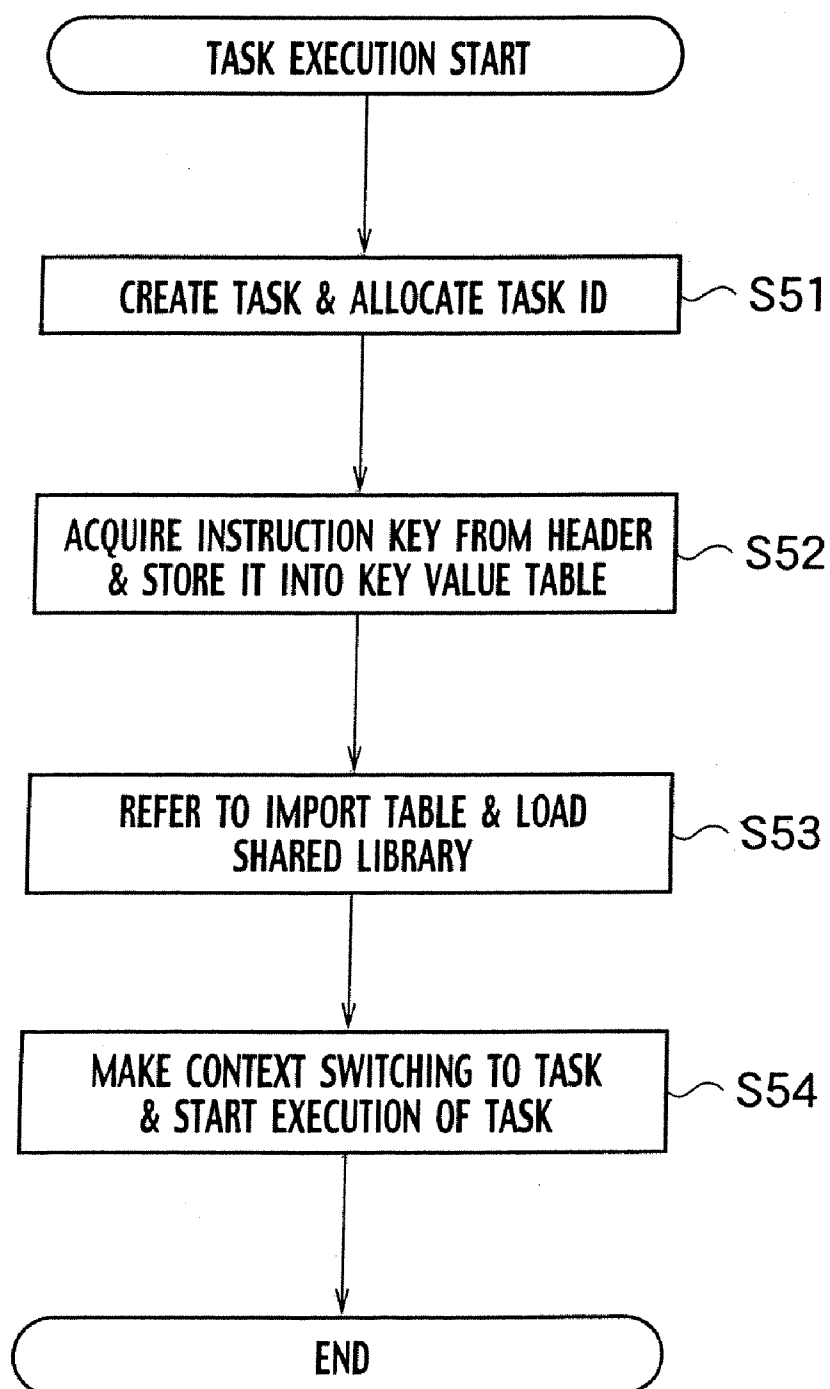 TASK EXECUTION START
CREATE TASK & ALLOCATE TASK ID
S51
ACQUIRE INSTRUCTION KEY FROM HEADER
& STORE IT INTO KEY VALUE TABLE
S52
REFER TO IMPORT TABLE & LOAD
SHARED LIBRARY
S53
MAKE CONTEXT SWITCHING TO TASK
& START EXECUTION OF TASK
S54
END